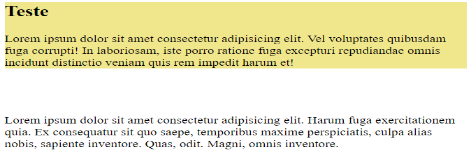 Teste
Lorem ipsum dolor sit amet consectetur adipisicing elit. Vel voluptates quibusdam
fuga corrupti! In laboriosam, iste porro ratione fuga excepturi repudiandae omnis
incidunt distinctio veniam quis rem impedit harum et!
Lorem ipsum dolor sit amet consectetur adipisicing elit. Harum fuga exercitationem
quia. Ex consequatur sit quo saepe, temporibus maxime perspiciatis, culpa alias
nobis, sapiente inventore. Quas, odit. Magni, omnis inventore.